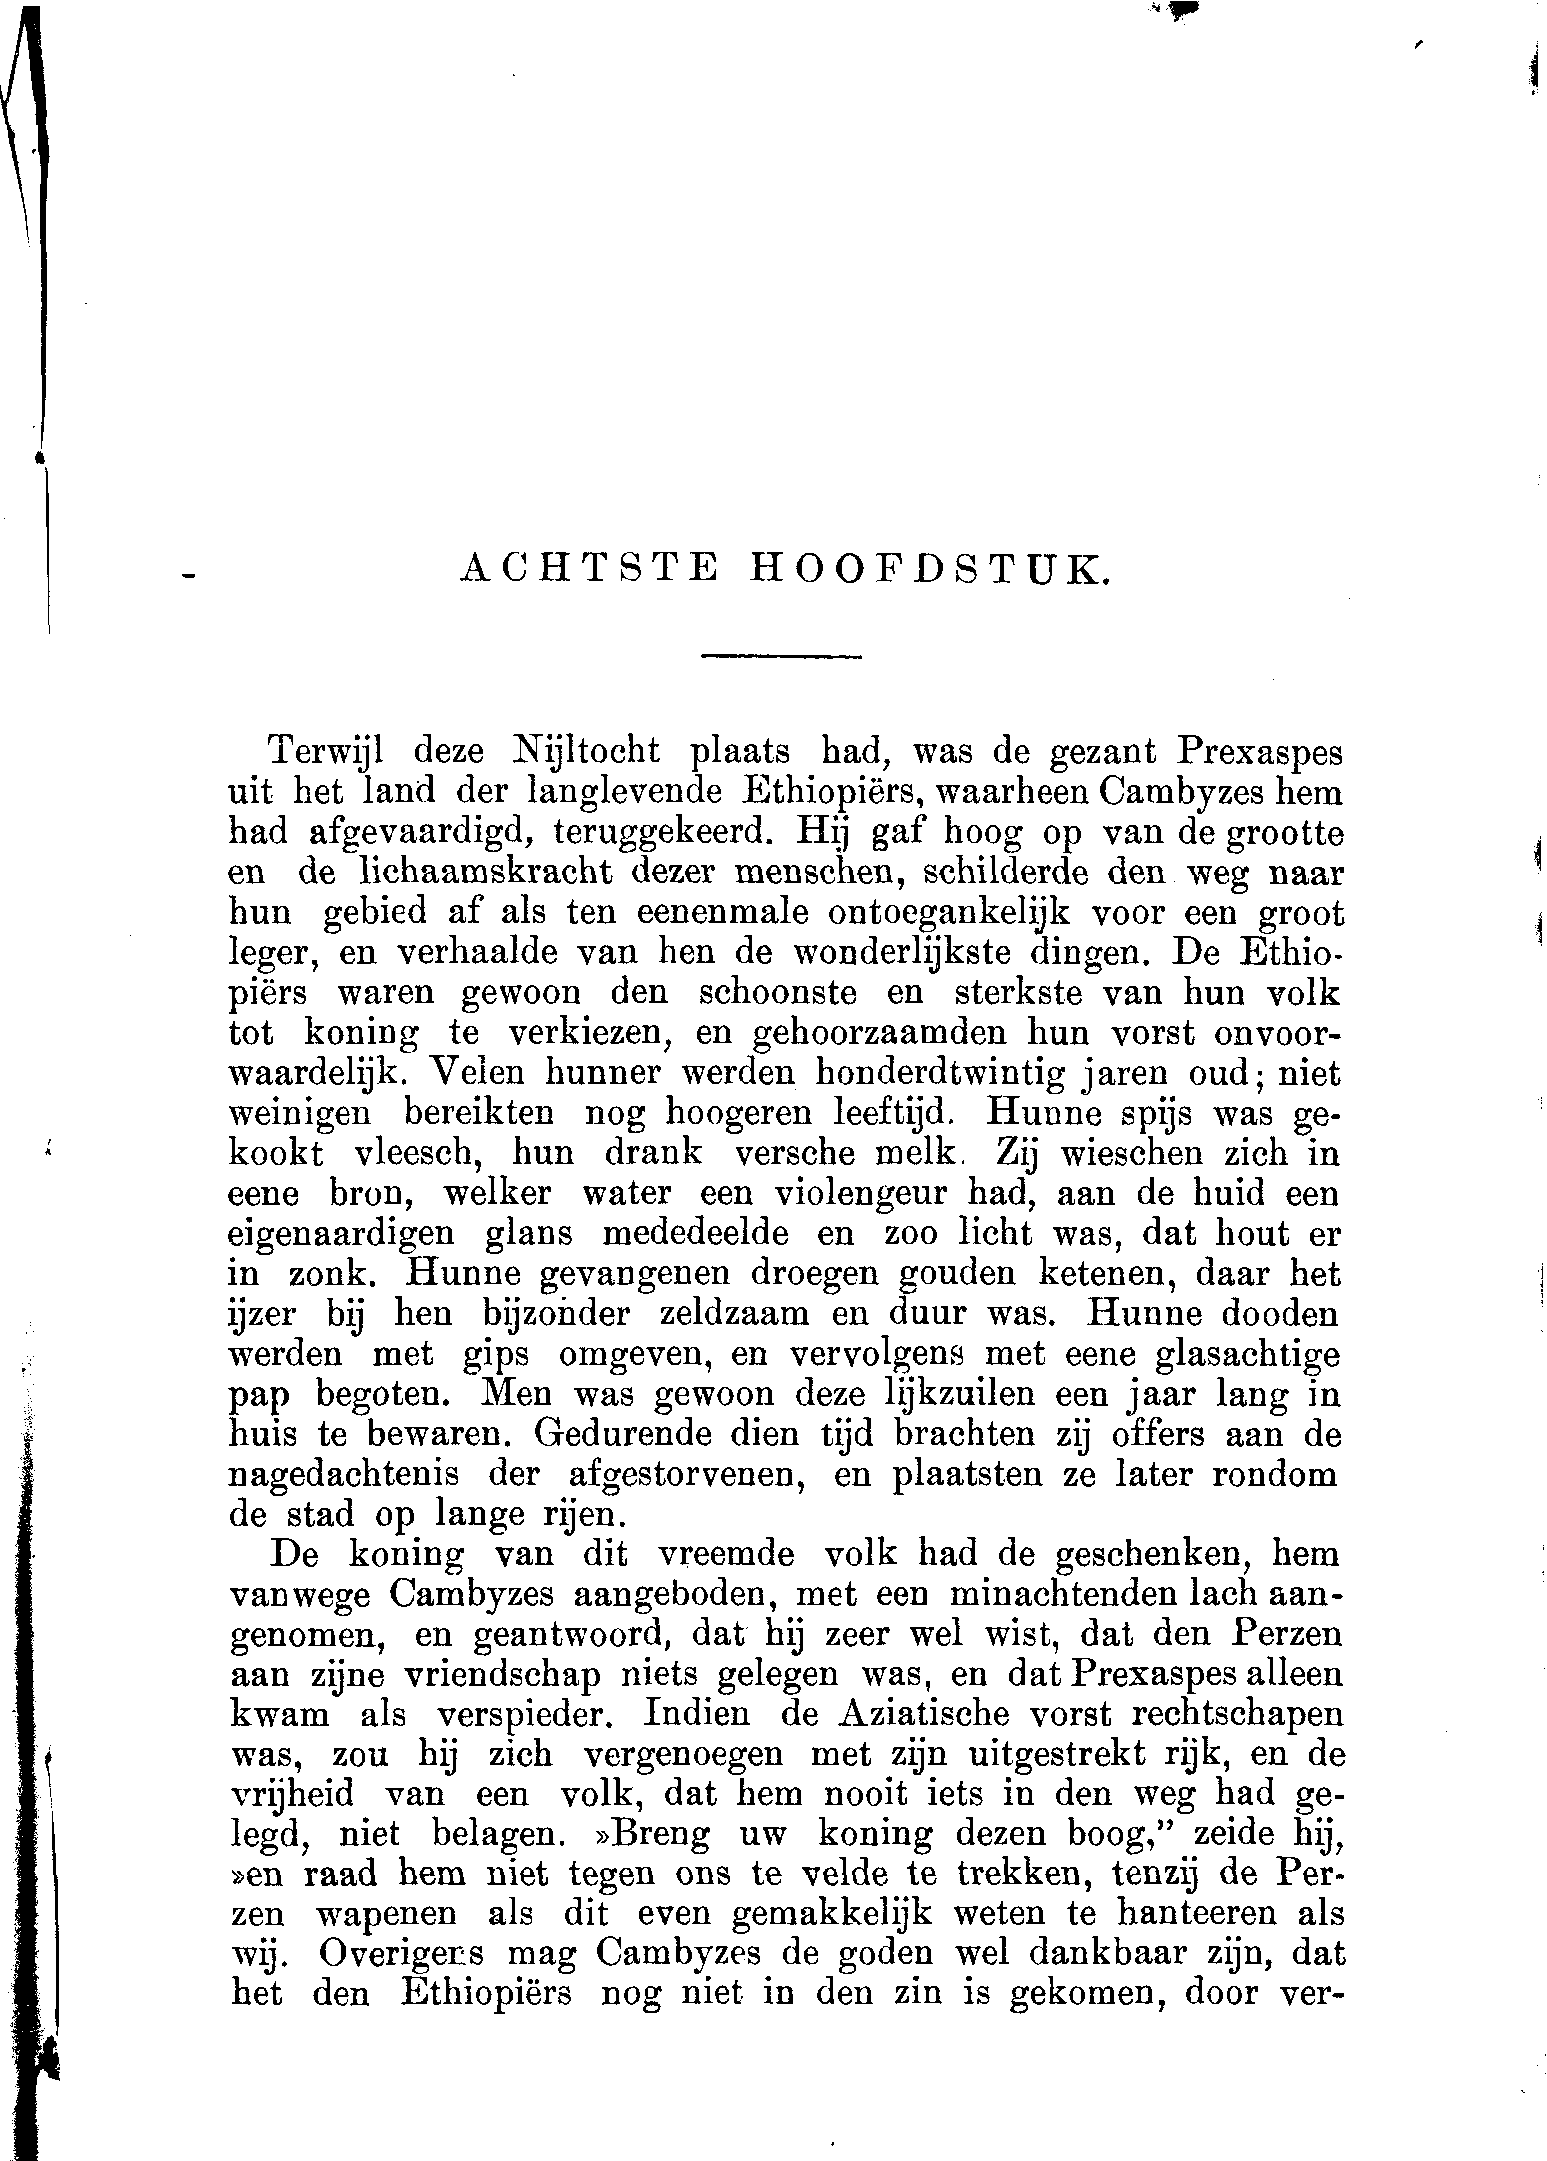 ACHTSTE HOOFDSTUK.
Terwijl deze Nijltocht plaats had, was de gezant Prexaspes
uit het land der langlevende Ethiopiërs, waarheen Cambyzes hem
had afgevaardigd, teruggekeerd. Hij gaf hoog op van de grootte
en de lichaamskracht dezer menschen, schilderde den weg naar
hun gebied af als ten eenenmale ontoegankelijk voor een groot
leger, en verhaalde van hen de wonderlijkste dingen. De Ethio-
piërs waren gewoon den schoonste en sterkste van hun volk
tot koning te verkiezen, en gehoorzaamden hun vorst onvoor-
waardelijk. Velen hunner werden honderdtwintig jaren oud; niet
weinigen bereikten nog hoogeren leeftijd. Hunne spijs was ge-
kookt vleesch, hun drank versche melk. Zij wieschen zich in
eene bron, welker water een violengeur had, aan de huid een
eigenaardigen glans mededeelde en zoo licht was, dat hout er
in zonk. Hunne gevangenen droegen gouden ketenen, daar het
ijzer bij hen bijzonder zeldzaam en duur was. Hunne dooden
werden met gips omgeven, en vervolgens met eene glasachtige
pap begoten. Men was gewoon deze lijkzuilen een jaar lang in
huis te bewaren. Gedurende dien tijd brachten zij offers aan de
nagedachtenis der afgestorvenen, en plaatsten ze later rondom
de stad op lange rijen.
De koning van dit vreemde volk had de geschenken, hem
vanwege Cambyzes aangeboden, met een minachtenden lach aan-
genomen, en geantwoord, dat hij zeer wel wist, dat den Perzen
aan zijne vriendschap niets gelegen was, en dat Prexaspes alleen
kwam als verspieder. Indien de Aziatische vorst rechtschapen
was, zou hij zich vergenoegen met zijn uitgestrekt rijk, en de
vrijheid van een volk, dat hem nooit iets in den weg had ge-
legd, niet belagen. »Breng uw koning dezen boog,” zeide hij,
»en raad hem niet tegen ons te velde te trekken, tenzij de Per-
zen wapenen als dit even gemakkelijk weten te hanteeren als
wij. Overigens mag Cambyzes de goden wel dankbaar zijn, dat
het den Ethiopiërs nog niet in den zin is gekomen, door ver-